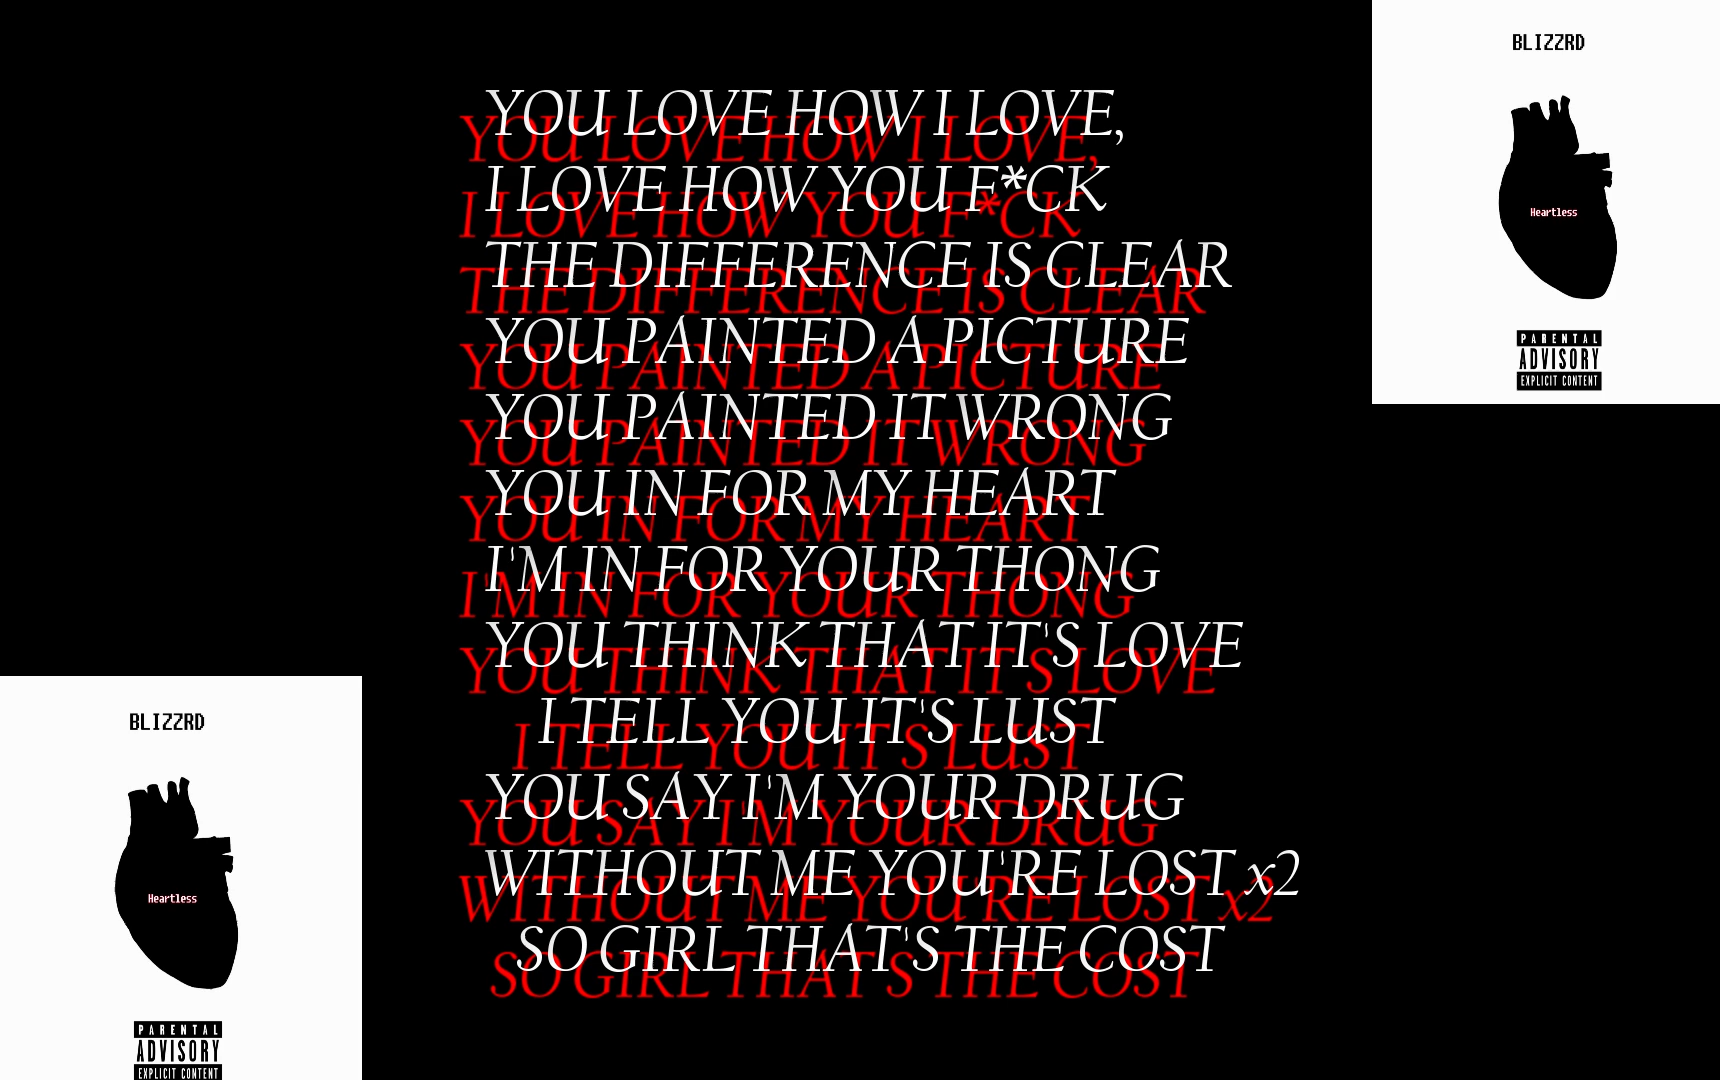 BLIZZRD
Heartless
PARENTAL
ADVISORY
EXPLICIT CONTENT
YOU LOVE HOW I LOVE,
I LOVE HOW YOU F*CK
THE DIFFERENCE IS CLEAR
YOU PAINTED A PICTURE
YOU PAINTED IT WRONG
YOU IN FOR MY HEART
I'M IN FOR YOUR THONG
YOU THINK THAT IT'S LOVE
I TELL YOU IT'S LUST
YOU SAY I'M YOUR DRUG
WITHOUT ME YOU'RE LOST x2
SO GIRL THAT'S THE COST
BLIZZRD
Heartless
PARENTAL
ADVISORY
EXPLICIT CONTENT